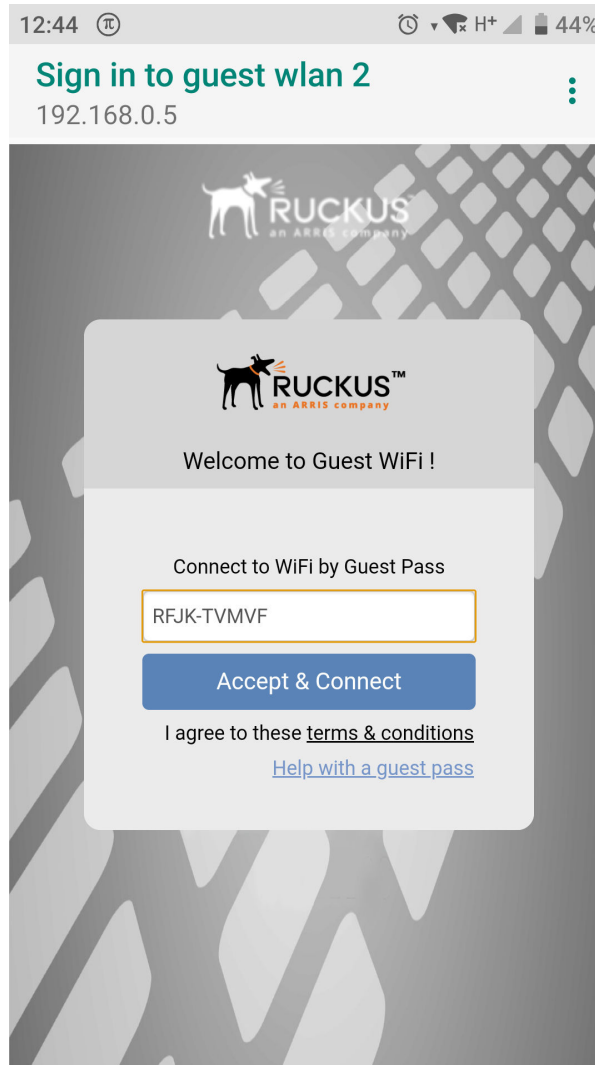 12:44 π H+ 44%
Sign in to guest wlan 2
192.168.0.5
RUCKUS
an ARRIS company
RUCKUS™
an ARRIS company
Welcome to Guest WiFi !
Connect to WiFi by Guest Pass
RFJK-TVMVF
Accept & Connect
I agree to these terms & conditions
Help with a guest pass